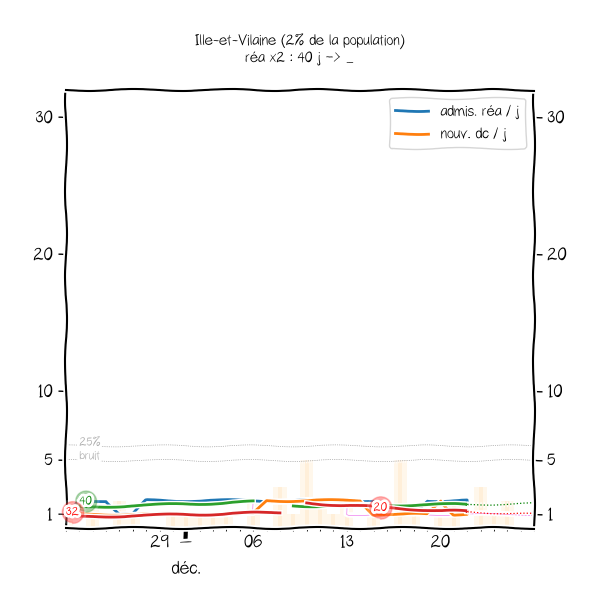 Ille-et-Vilaine (2% de la population)
réa x2 : 40 j -> _
admis. réa / j
nouv. dc / j
30 30
20 20
10 10
25%
5 bruit 5
40
1 32 20 1
29 1 06 13 20
déc.